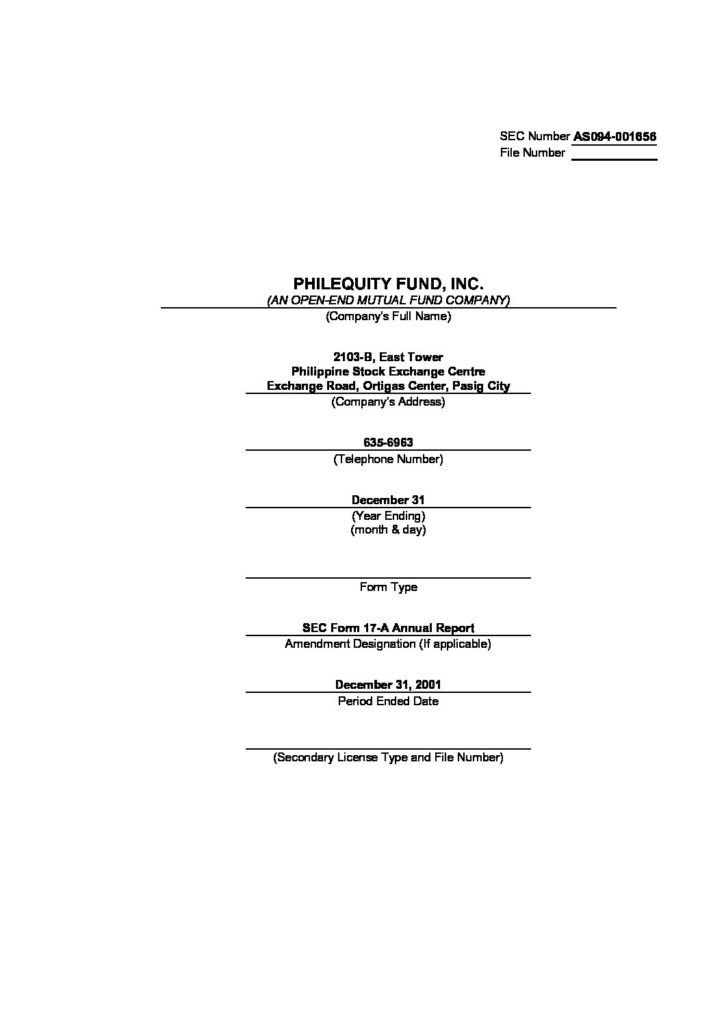 SEC Number AS094-001656
File Number
PHILEQUITY FUND, INC.
(AN OPEN-END MUTUAL FUND COMPANY)
(Company's Full Name)
2103-B, East Tower
Philippine Stock Exchange Centre
Exchange Road, Ortigas Center, Pasig City
(Company's Address)
635-6963
(Telephone Number)
December 31
(Year Ending)
(month & day)
Form Type
SEC Form 17-A Annual Report
Amendment Designation (If applicable)
December 31, 2001
Period Ended Date
(Secondary License Type and File Number)